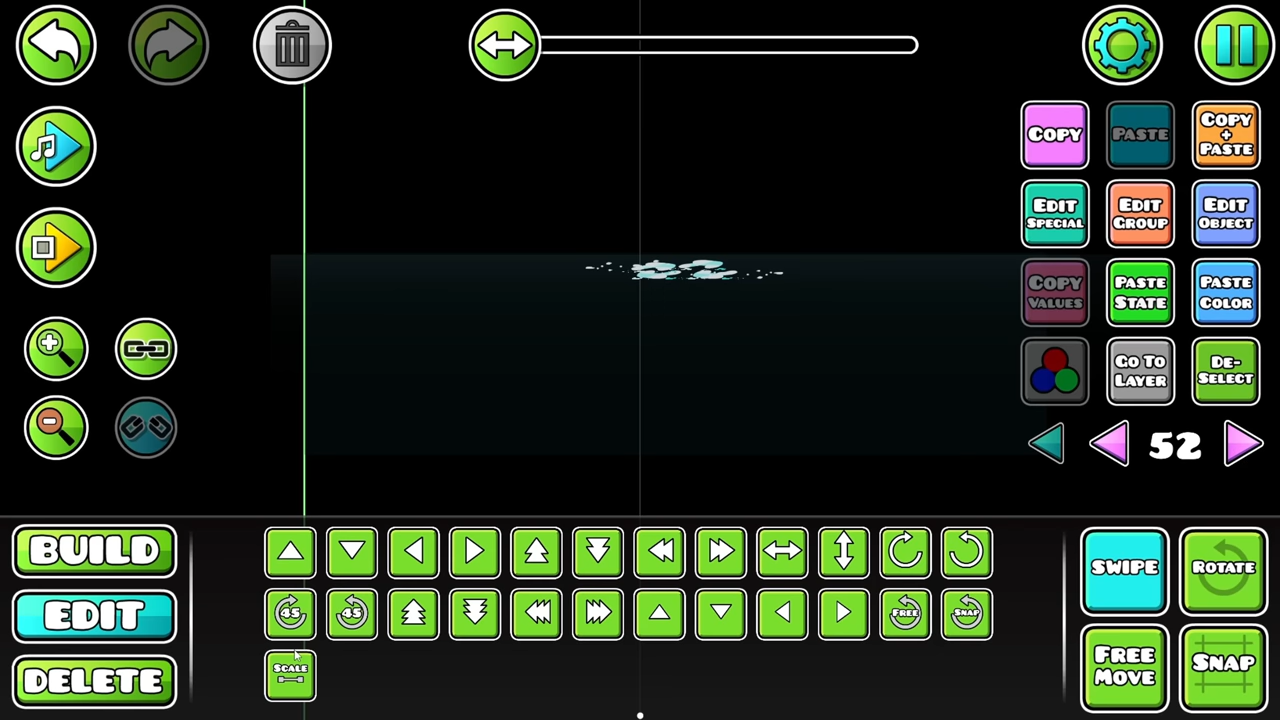 COPY
PASTE
COPY
+
PASTE
EDIT
SPECIAL
EDIT
GROUP
EDIT
OBJECT
COPY
VALUES
PASTE
STATE
PASTE
COLOR
GO TO
LAYER
DE-
SELECT
52
BUILD
EDIT
DELETE
45
45
FREE
SNAP
SCALE
SWIPE
ROTATE
FREE
MOVE
SNAP